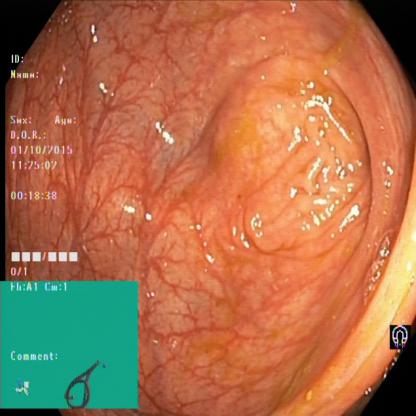 ID:
Name:
Sex: Age:
D.O.B.:
01/10/2015
11:25:02
00:18:38
■■■/■■■
0/1
Eh:A1 Cm:1
Comment: